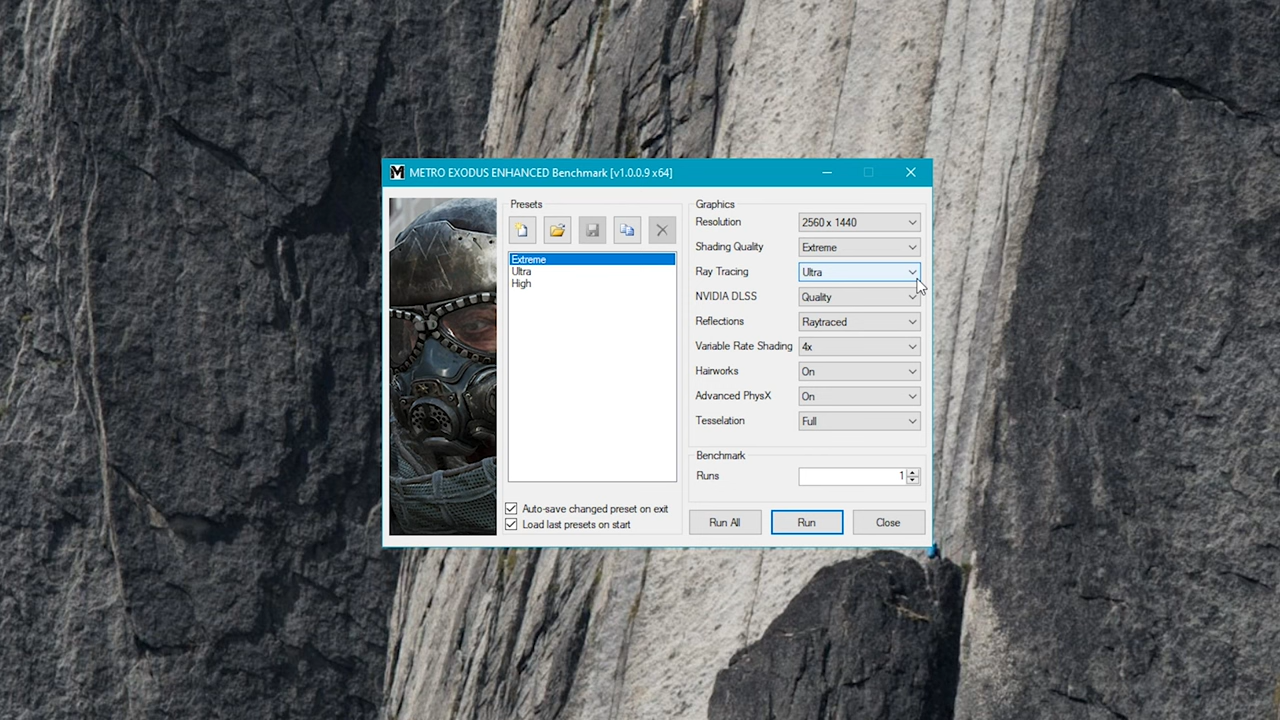 METRO EXODUS ENHANCED Benchmark [v1.0.0.9 x64]
Presets
Extreme
Ultra
High
Auto-save changed preset on exit
Load last presets on start
Graphics
Resolution 2560 x 1440
Shading Quality Extreme
Ray Tracing Ultra
NVIDIA DLSS Quality
Reflections Raytraced
Variable Rate Shading 4x
Hairworks On
Advanced PhysX On
Tesselation Full
Benchmark
Runs 1
Run All Run Close